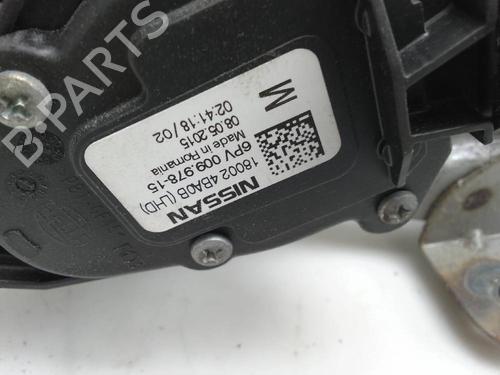 NISSAN
18002 4BA0B (LHD)
6PV 009.978-15
Made in Romania
08.05.2015
02:41:18/02
M
B-PARTS